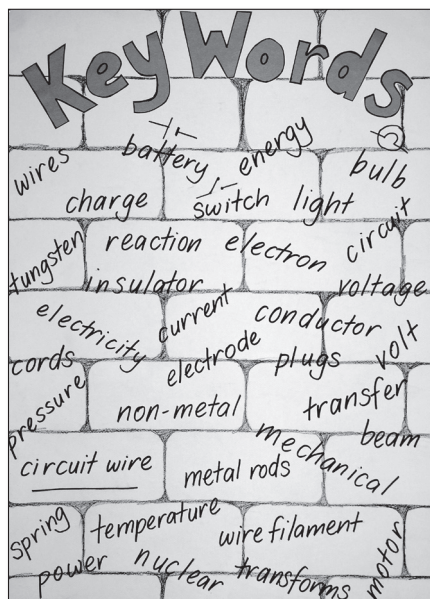 Key Words
battery
energy
wires
bulb
charge
switch
light
circuit
tungsten
reaction
electron
insulator
voltage
electricity
current
conductor
volt
cords
electrode
plugs
pressure
non-metal
transfer
beam
mechanical
circuit wire
metal rods
spring
temperature
wire filament
motor
power
nuclear
transforms